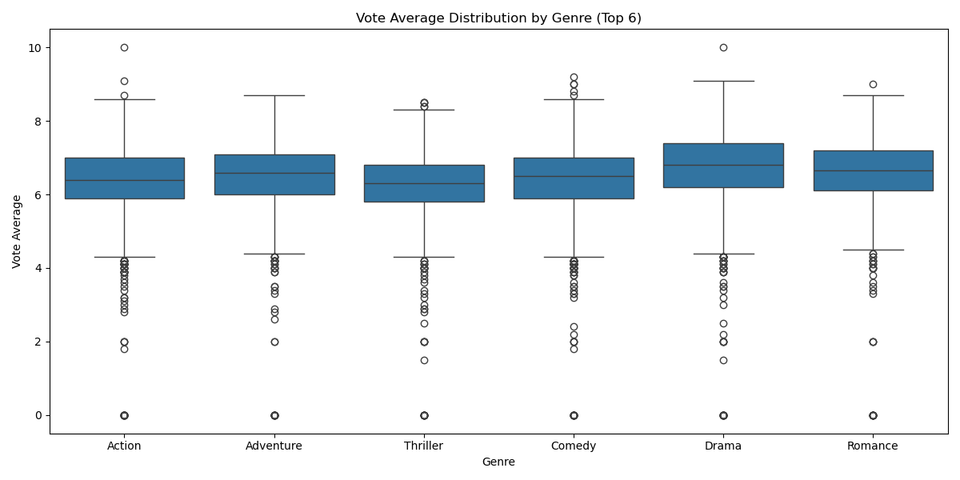 Vote Average Distribution by Genre (Top 6)
Vote Average
10
8
6
4
2
0
Action Adventure Thriller Comedy Drama Romance
Genre